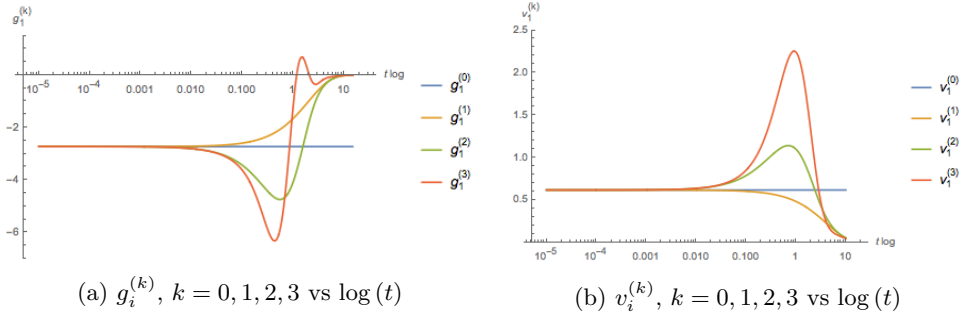 g₁⁽ᵏ⁾
10⁻⁵ 10⁻⁴ 0.001 0.010 0.100 1 10
t log
-2
-4
-6
g₁⁽⁰⁾
g₁⁽¹⁾
g₁⁽²⁾
g₁⁽³⁾
(a) gᵢ⁽ᵏ⁾, k = 0, 1, 2, 3 vs log (t)
v₁⁽ᵏ⁾
2.5
2.0
1.5
1.0
0.5
10⁻⁵ 10⁻⁴ 0.001 0.010 0.100 1 10
t log
v₁⁽⁰⁾
v₁⁽¹⁾
v₁⁽²⁾
v₁⁽³⁾
(b) vᵢ⁽ᵏ⁾, k = 0, 1, 2, 3 vs log (t)